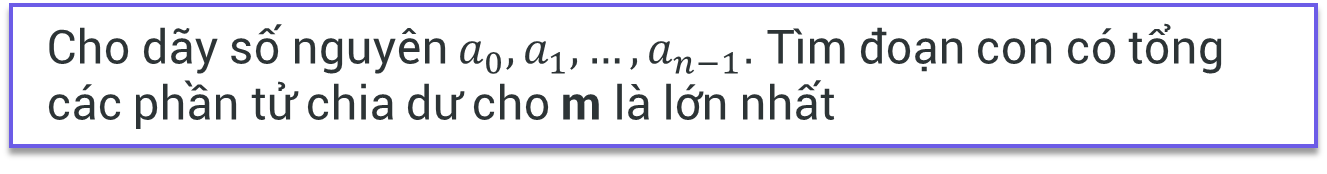 Cho dãy số nguyên 𝑎₀, 𝑎₁, … , 𝑎ₙ₋₁. Tìm đoạn con có tổng
các phần tử chia dư cho m là lớn nhất